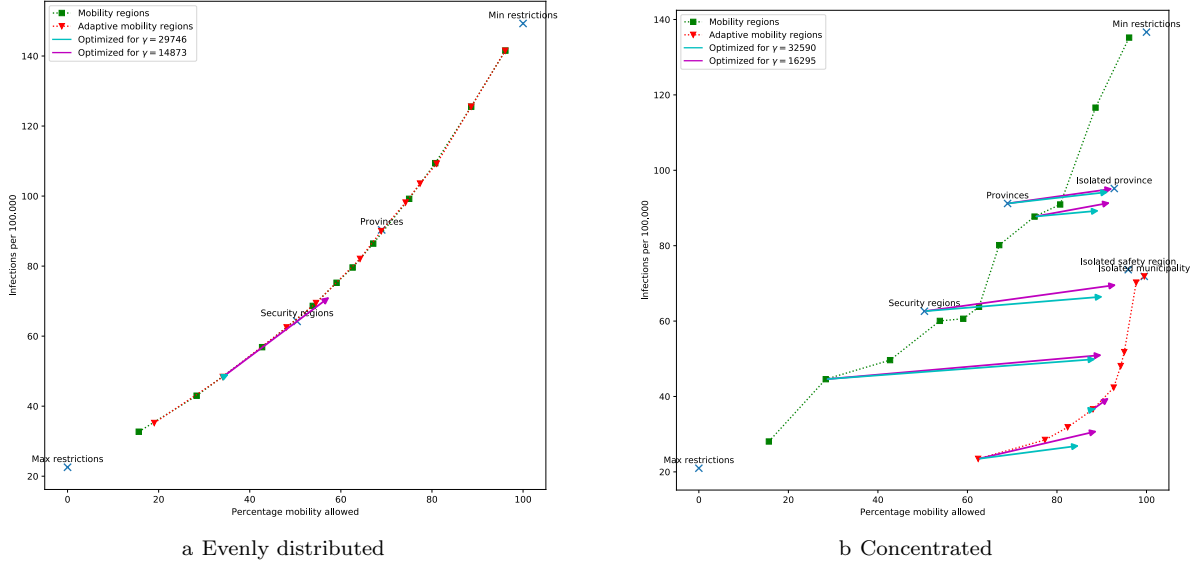 Mobility regions
Adaptive mobility regions
Optimized for γ = 29746
Optimized for γ = 14873
Min restrictions
Provinces
Security regions
Max restrictions
140
120
100
80
60
40
20
Infections per 100,000
0 20 40 60 80 100
Percentage mobility allowed
a Evenly distributed
Mobility regions
Adaptive mobility regions
Optimized for γ = 32590
Optimized for γ = 16295
Min restrictions
Isolated province
Provinces
Isolated safety region
Isolated municipality
Security regions
Max restrictions
140
120
100
80
60
40
20
Infections per 100,000
0 20 40 60 80 100
Percentage mobility allowed
b Concentrated